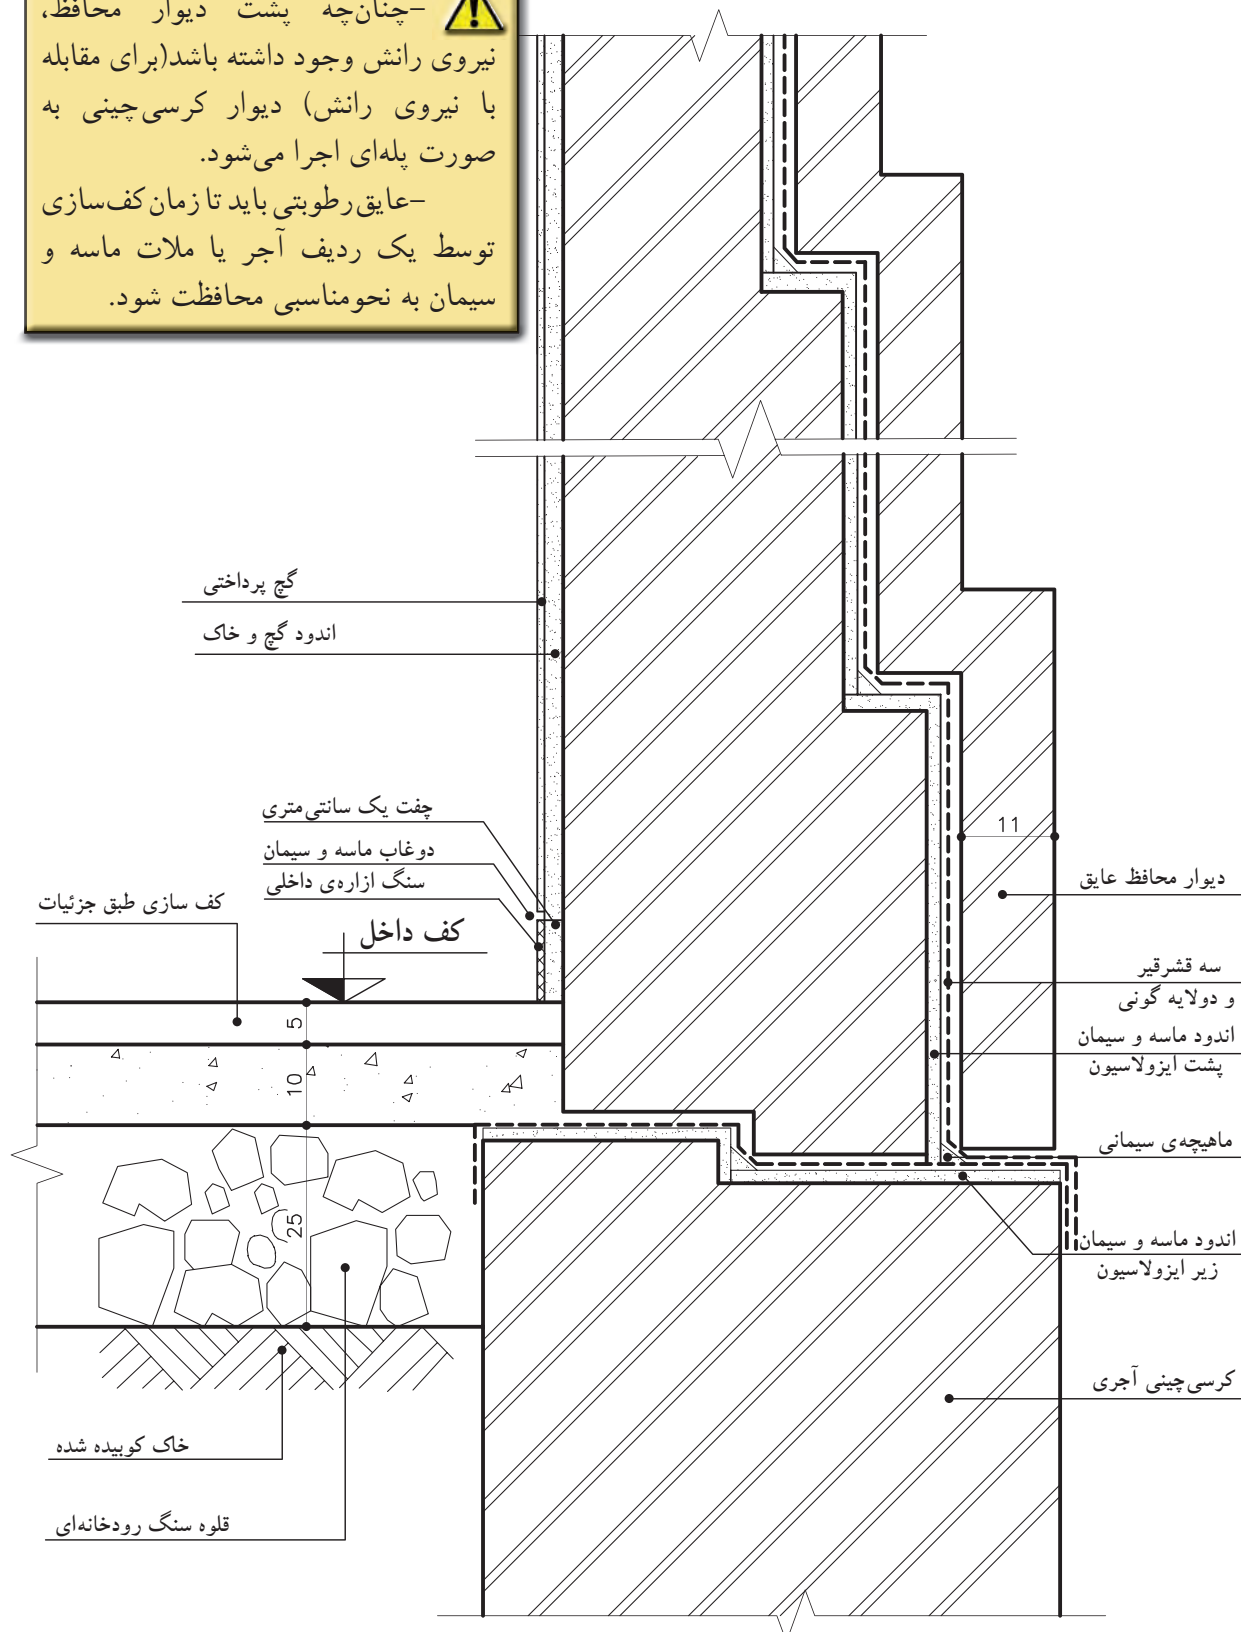 -چنان‌چه پشت دیوار محافظ،
نیروی رانش وجود داشته باشد(برای مقابله
با نیروی رانش) دیوار کرسی‌چینی به
صورت پله‌ای اجرا می‌شود.
-عایق‌رطوبتی باید تا زمان کف‌سازی
توسط یک ردیف آجر یا ملات ماسه و
سیمان به نحومناسبی محافظت شود.
گچ پرداختی
اندود گچ و خاک
چفت یک سانتی‌متری
دوغاب ماسه و سیمان
سنگ ازاره‌ی داخلی
کف سازی طبق جزئیات
کف داخل
5
10
25
11
دیوار محافظ عایق
سه قشرقیر
و دولایه گونی
اندود ماسه و سیمان
پشت ایزولاسیون
ماهیچه‌ی سیمانی
اندود ماسه و سیمان
زیر ایزولاسیون
کرسی‌چینی آجری
خاک کوبیده شده
قلوه سنگ رودخانه‌ای